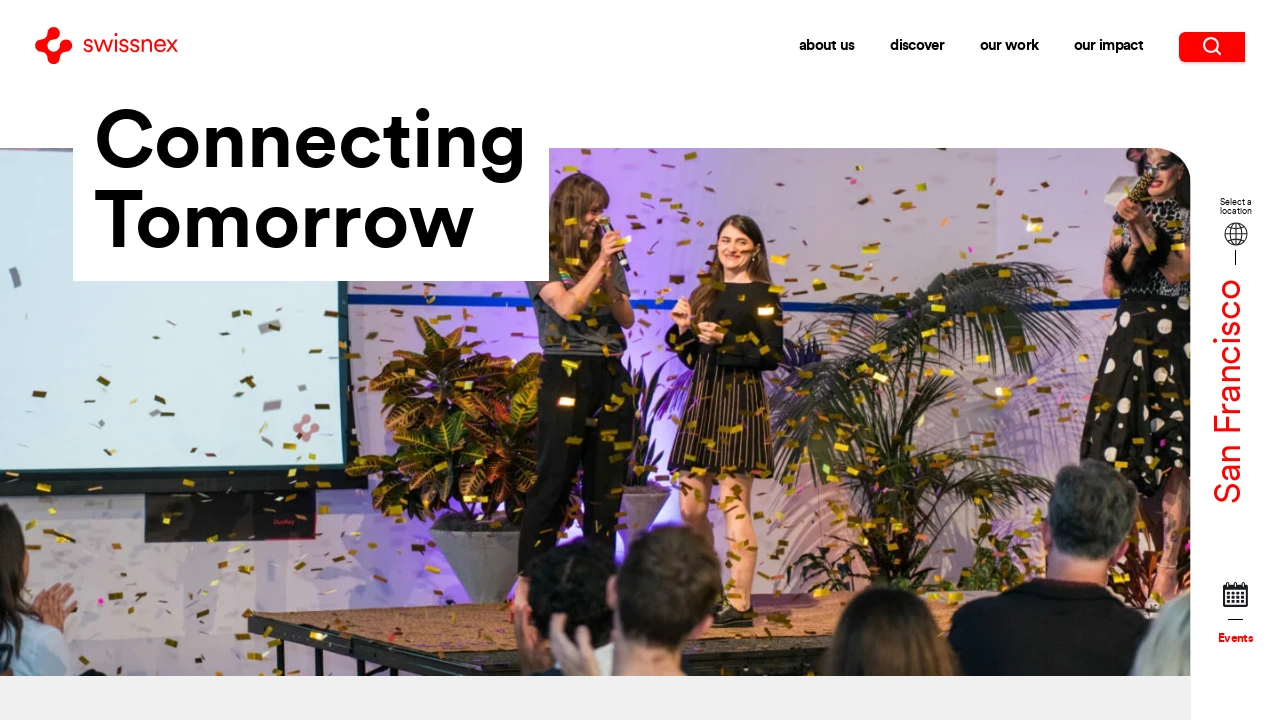 swissnex
about us
discover
our work
our impact
Connecting
Tomorrow
Select a
location
San Francisco
Events